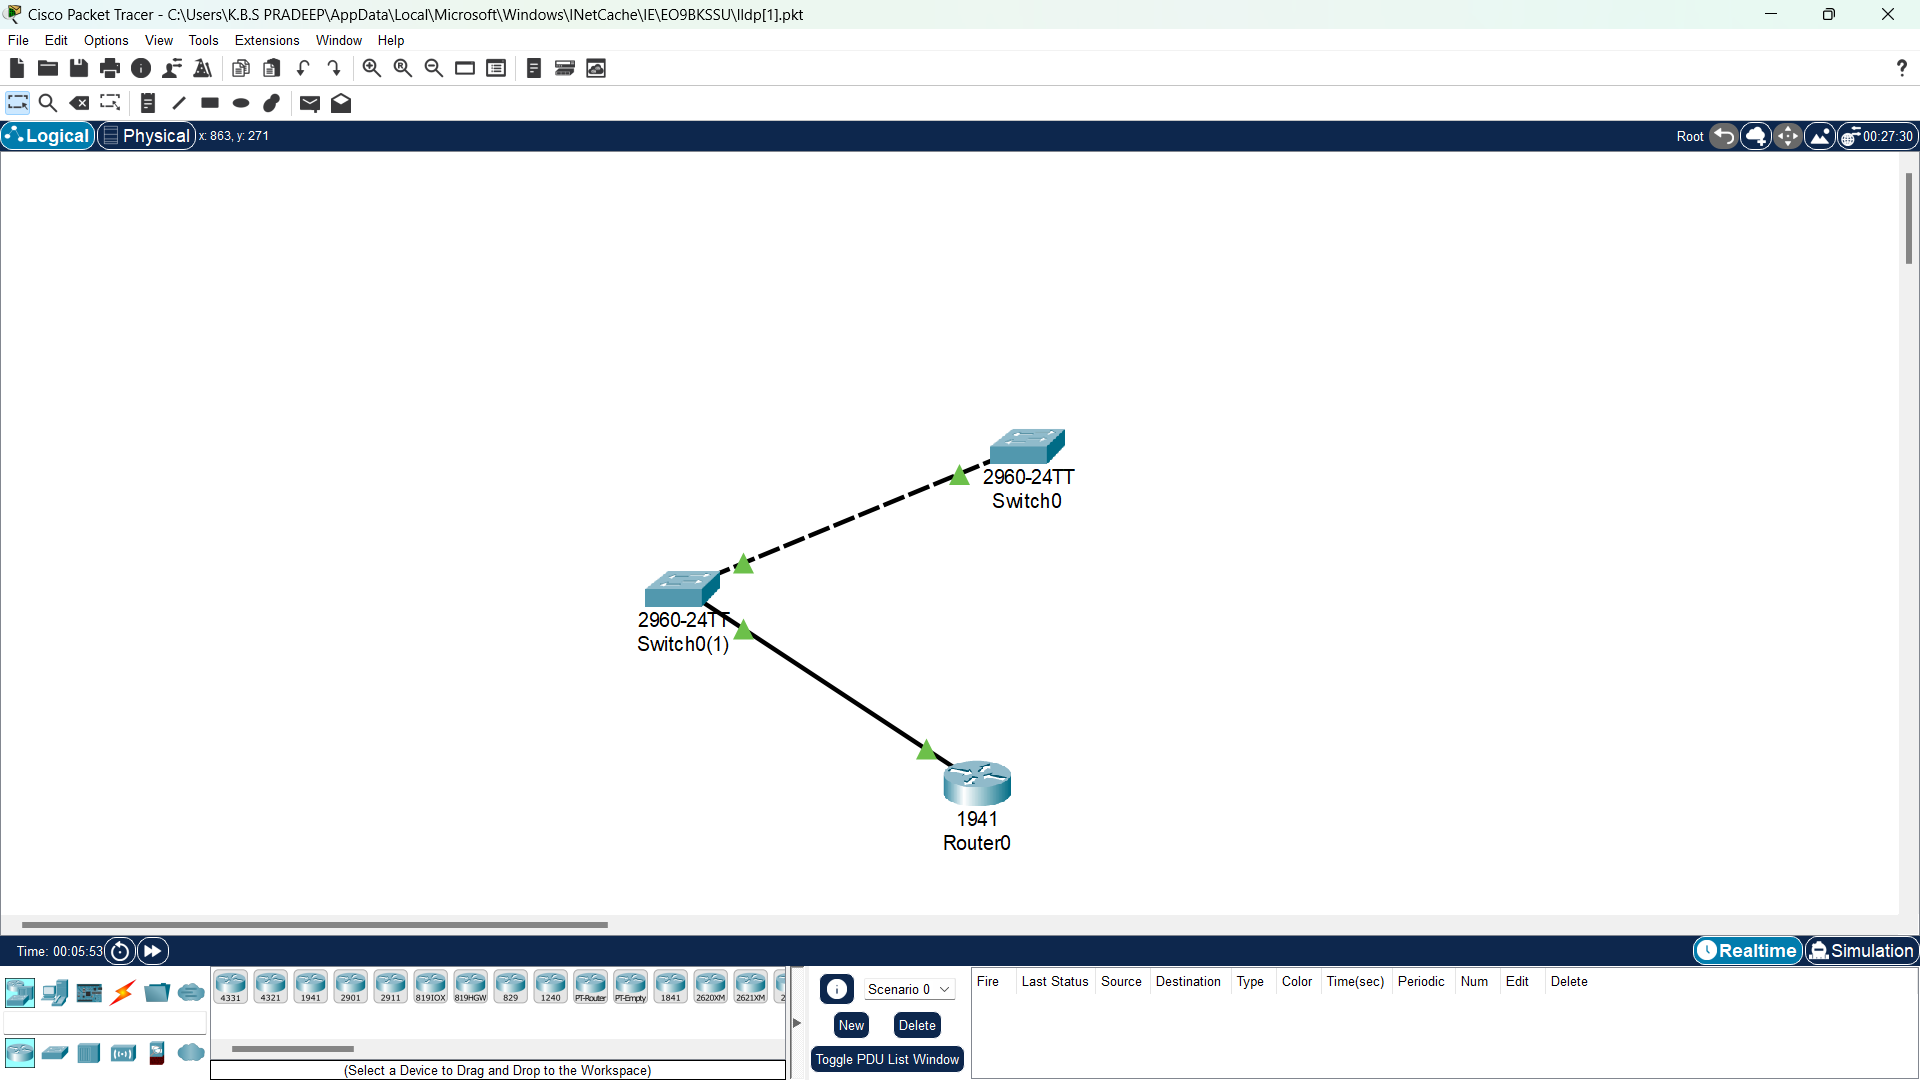 Cisco Packet Tracer - C:\Users\K.B.S PRADEEP\AppData\Local\Microsoft\Windows\INetCache\IE\EO9BKSSU\lldp[1].pkt
File Edit Options View Tools Extensions Window Help
?
Logical Physical x: 863, y: 271 Root 00:27:30
2960-24TT
Switch0
2960-24TT
Switch0(1)
1941
Router0
Time: 00:05:53 Realtime Simulation
4331 4321 1941 2901 2911 819IOX 819HGW 829 1240 PT-Router PT-Empty 1841 2620XM 2621XM 2
Scenario 0
Fire Last Status Source Destination Type Color Time(sec) Periodic Num Edit Delete
New Delete
Toggle PDU List Window
(Select a Device to Drag and Drop to the Workspace)